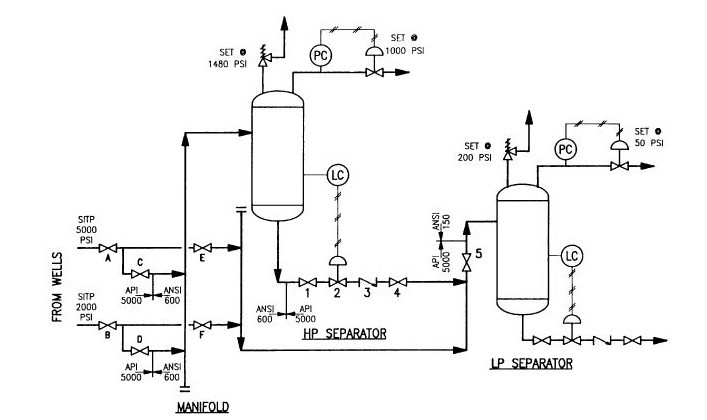 SET @
1480 PSI
PC
SET @
1000 PSI
SET @
200 PSI
PC
SET @
50 PSI
LC
SITP
5000
PSI
A
E
C
API
5000
ANSI
600
FROM WELLS
SITP
2000
PSI
B
F
D
API
5000
ANSI
600
MANIFOLD
1
2
3
4
ANSI
600
API
5000
HP SEPARATOR
ANSI
150
API
5000
5
LC
LP SEPARATOR